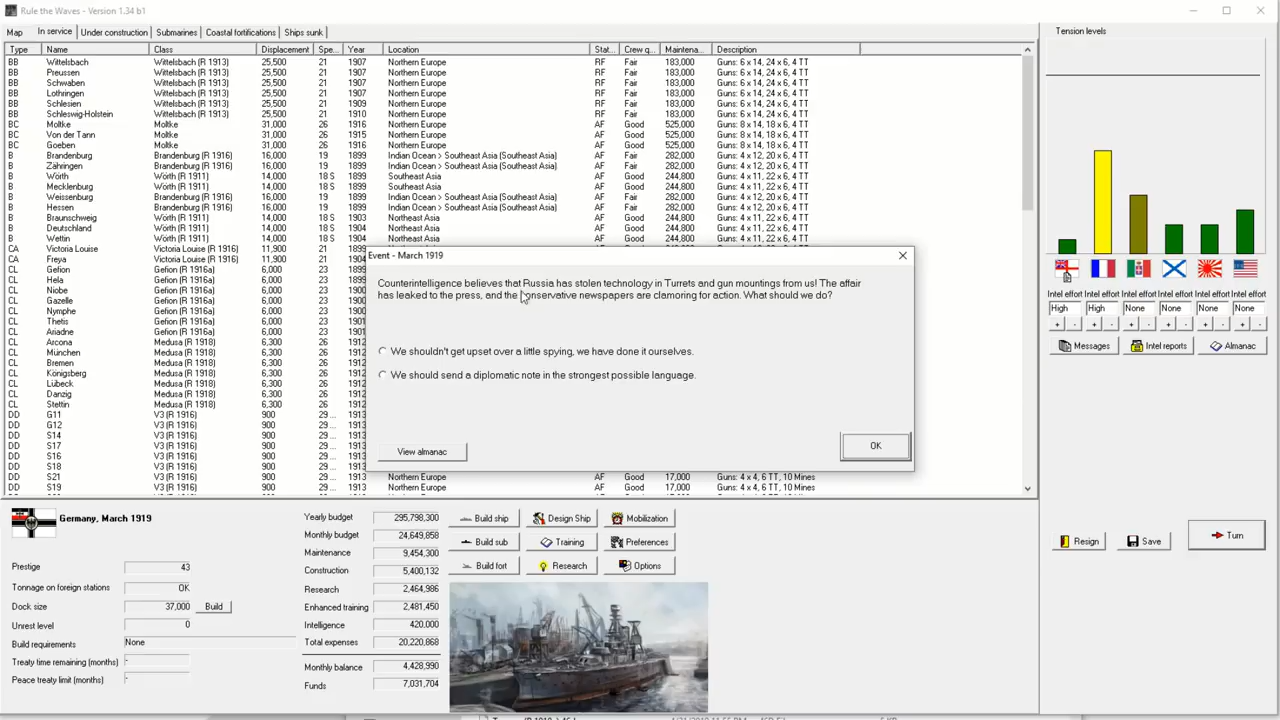 Rule the Waves - Version 1.34 b1
Map In service Under construction Submarines Coastal fortifications Ships sunk
Type Name Class Displacement Spe... Year Location Stat... Crew q... Maintena... Description
BB Wittelsbach Wittelsbach (R 1913) 25,500 21 1907 Northern Europe RF Fair 183,000 Guns: 6 x 14, 24 x 6, 4 TT
BB Preussen Wittelsbach (R 1913) 25,500 21 1907 Northern Europe RF Fair 183,000 Guns: 6 x 14, 24 x 6, 4 TT
BB Schwaben Wittelsbach (R 1913) 25,500 21 1907 Northern Europe RF Fair 183,000 Guns: 6 x 14, 24 x 6, 4 TT
BB Lothringen Wittelsbach (R 1913) 25,500 21 1907 Northern Europe RF Fair 183,000 Guns: 6 x 14, 24 x 6, 4 TT
BB Schlesien Wittelsbach (R 1913) 25,500 21 1909 Northern Europe RF Fair 183,000 Guns: 6 x 14, 24 x 6, 4 TT
BB Schleswig-Holstein Wittelsbach (R 1913) 25,500 21 1910 Northern Europe RF Fair 183,000 Guns: 6 x 14, 24 x 6, 4 TT
BC Moltke Moltke 31,000 26 1916 Northern Europe AF Good 525,000 Guns: 8 x 14, 18 x 6, 4 TT
BC Von der Tann Moltke 31,000 26 1915 Northern Europe AF Good 525,000 Guns: 8 x 14, 18 x 6, 4 TT
BC Goeben Moltke 31,000 26 1916 Northern Europe AF Good 525,000 Guns: 8 x 14, 18 x 6, 4 TT
B Brandenburg Brandenburg (R 1916) 16,000 19 1899 Indian Ocean > Southeast Asia (Southeast Asia) AF Fair 282,000 Guns: 4 x 12, 20 x 6, 4 TT
B Zähringen Brandenburg (R 1916) 16,000 19 1899 Indian Ocean > Southeast Asia (Southeast Asia) AF Fair 282,000 Guns: 4 x 12, 20 x 6, 4 TT
B Wörth Wörth (R 1911) 14,000 18 S 1899 Southeast Asia AF Good 244,800 Guns: 4 x 11, 22 x 6, 4 TT
B Mecklenburg Wörth (R 1911) 14,000 18 S 1899 Southeast Asia AF Good 244,800 Guns: 4 x 11, 22 x 6, 4 TT
B Weissenburg Brandenburg (R 1916) 16,000 19 1899 Indian Ocean > Southeast Asia (Southeast Asia) AF Fair 282,000 Guns: 4 x 12, 20 x 6, 4 TT
B Hessen Brandenburg (R 1916) 16,000 19 1899 Indian Ocean > Southeast Asia (Southeast Asia) AF Fair 282,000 Guns: 4 x 12, 20 x 6, 4 TT
B Braunschweig Wörth (R 1911) 14,000 18 S 1903 Northeast Asia AF Good 244,800 Guns: 4 x 11, 22 x 6, 4 TT
B Deutschland Wörth (R 1911) 14,000 18 S 1899 Northeast Asia AF Good 244,800 Guns: 4 x 11, 22 x 6, 4 TT
B Wettin Wörth (R 1911) 14,000 18 S 1899 Northeast Asia AF Good 244,800 Guns: 4 x 11, 22 x 6, 4 TT
CA Victoria Louise Victoria Louise (R 1916) 11,900 21 1899
CA Freya Victoria Louise (R 1916) 11,900 21 1904
CL Gefion Gefion (R 1916a) 6,000 23 1899
CL Hela Gefion (R 1916a) 6,000 23 1899
CL Niobe Gefion (R 1916a) 6,000 23 1899
CL Gazelle Gefion (R 1916a) 6,000 23 1900
CL Nymphe Gefion (R 1916a) 6,000 23 1901
CL Thetis Gefion (R 1916a) 6,000 23 1901
CL Ariadne Gefion (R 1916a) 6,000 23 1901
CL Arcona Medusa (R 1918) 6,300 26 1911
CL München Medusa (R 1918) 6,300 26 1912
CL Bremen Medusa (R 1918) 6,300 26 1912
CL Königsberg Medusa (R 1918) 6,300 26 1912
CL Lübeck Medusa (R 1918) 6,300 26 1912
CL Danzig Medusa (R 1918) 6,300 26 1912
CL Stettin Medusa (R 1918) 6,300 26 1912
DD G11 V3 (R 1916) 900 29 ... 1913
DD G12 V3 (R 1916) 900 29 ... 1913
DD S14 V3 (R 1916) 900 29 ... 1913
DD S17 V3 (R 1916) 900 29 ... 1913
DD S16 V3 (R 1916) 900 29 ... 1913
DD S18 V3 (R 1916) 900 29 ... 1913
DD S21 V3 (R 1916) 900 29 ... 1913 Northern Europe AF Good 17,000 Guns: 4 x 4, 6 TT, 10 Mines
DD S19 V3 (R 1916) 900 29 ... 1913 Northern Europe AF Good 17,000 Guns: 4 x 4, 6 TT, 10 Mines
Event - March 1919
Counterintelligence believes that Russia has stolen technology in Turrets and gun mountings from us! The affair
has leaked to the press, and the conservative newspapers are clamoring for action. What should we do?
We shouldn't get upset over a little spying, we have done it ourselves.
We should send a diplomatic note in the strongest possible language.
View almanac OK
Tension levels
Intel effort Intel effort Intel effort Intel effort Intel effort Intel effort
High High None None None None
+ - + - + - + - + - + -
Messages Intel reports Almanac
Resign Save Turn
Germany, March 1919
Prestige 43
Tonnage on foreign stations OK
Dock size 37,000 Build
Unrest level 0
Build requirements None
Treaty time remaining (months) -
Peace treaty limit (months) -
Yearly budget 295,798,300
Monthly budget 24,649,858
Maintenance 9,454,300
Construction 5,400,132
Research 2,464,986
Enhanced training 2,481,450
Intelligence 420,000
Total expenses 20,220,868
Monthly balance 4,428,990
Funds 7,031,704
Build ship Design Ship Mobilization
Build sub Training Preferences
Build fort Research Options